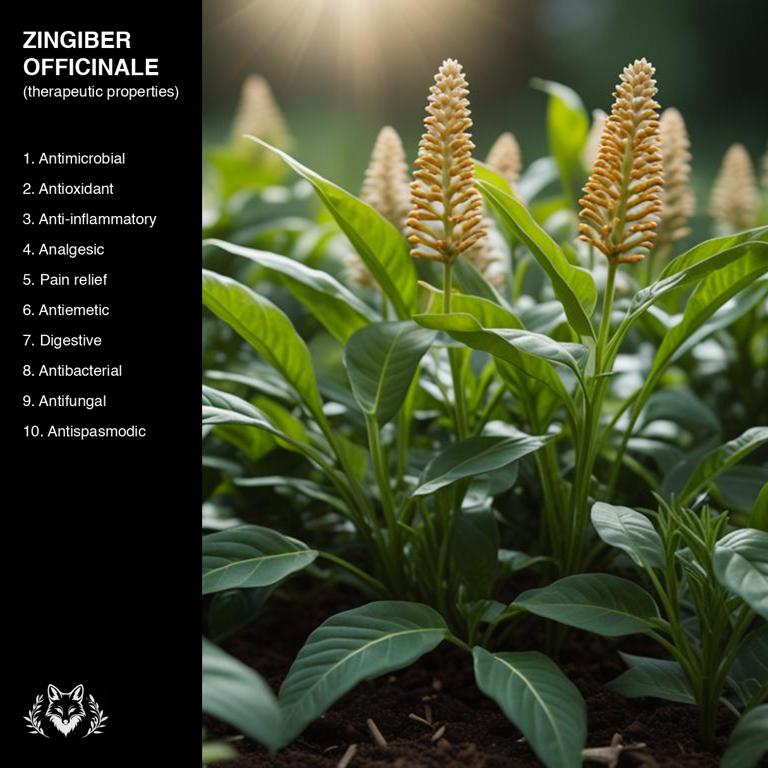 ZINGIBER
OFFICINALE
(therapeutic properties)
1. Antimicrobial
2. Antioxidant
3. Anti-inflammatory
4. Analgesic
5. Pain relief
6. Antiemetic
7. Digestive
8. Antibacterial
9. Antifungal
10. Antispasmodic